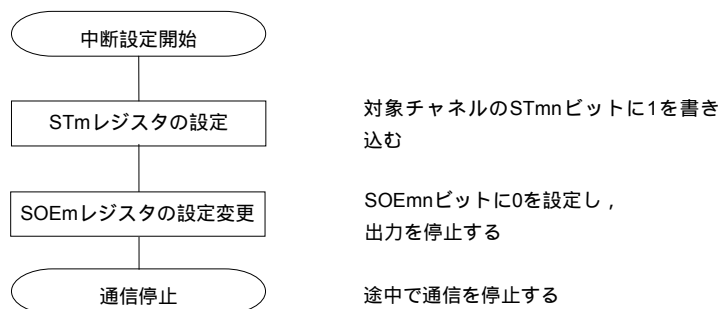 中断設定開始
STmレジスタの設定
対象チャネルのSTmnビットに1を書き
込む
SOEmレジスタの設定変更
SOEmnビットに0を設定し，
出力を停止する
通信停止
途中で通信を停止する